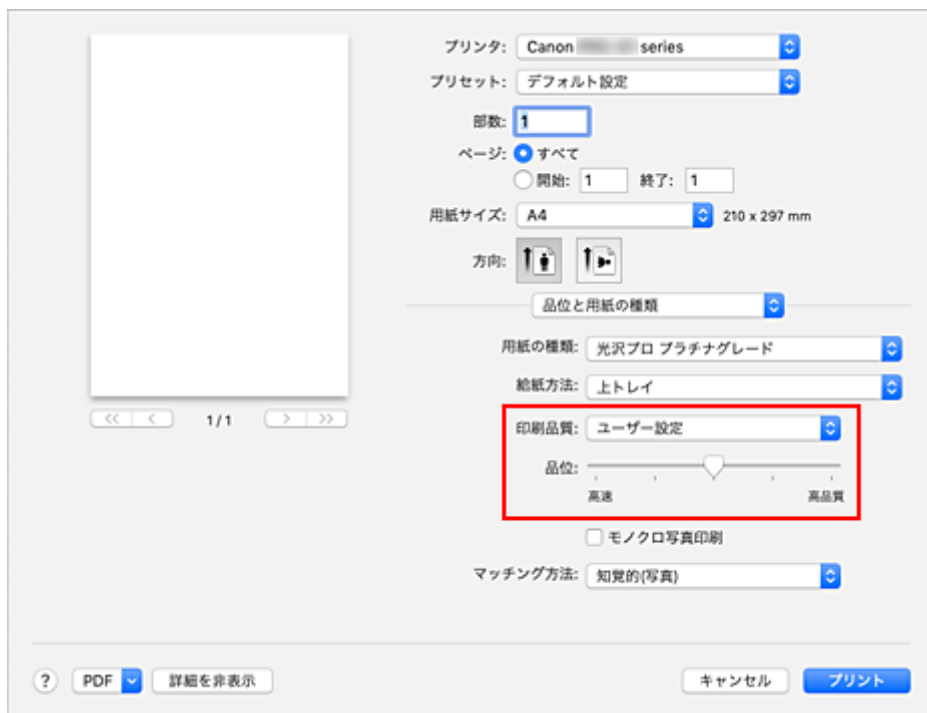 プリンタ: Canon series
プリセット: デフォルト設定
部数: 1
ページ: すべて
開始: 1 終了: 1
用紙サイズ: A4 210 x 297 mm
方向:
品位と用紙の種類
用紙の種類: 光沢プロ プラチナグレード
給紙方法: 上トレイ
<< < 1 / 1 > >>
印刷品質: ユーザー設定
品位:
高速 高品質
モノクロ写真印刷
マッチング方法: 知覚的(写真)
? PDF 詳細を非表示 キャンセル プリント